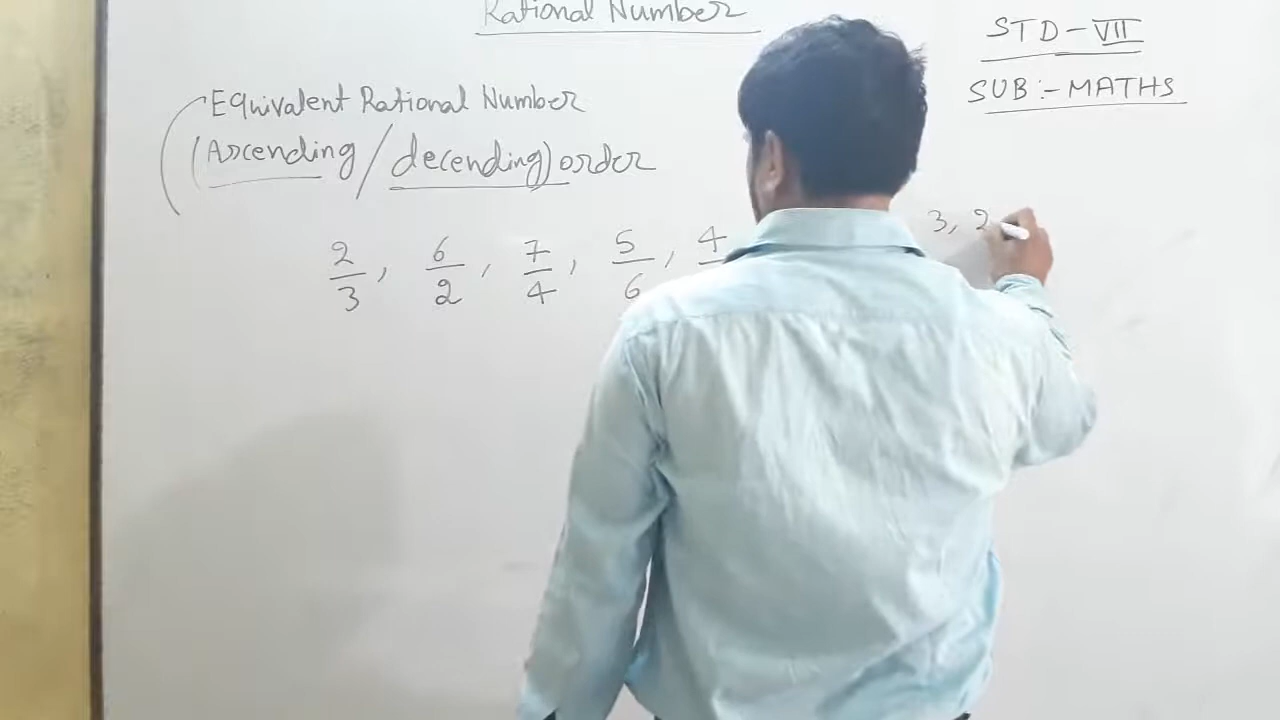 Rational Number
STD-VII
SUB:-MATHS
Equivalent Rational Number
(Ascending/decending) order
2/3, 6/2, 7/4, 5/6, 4
3, 2